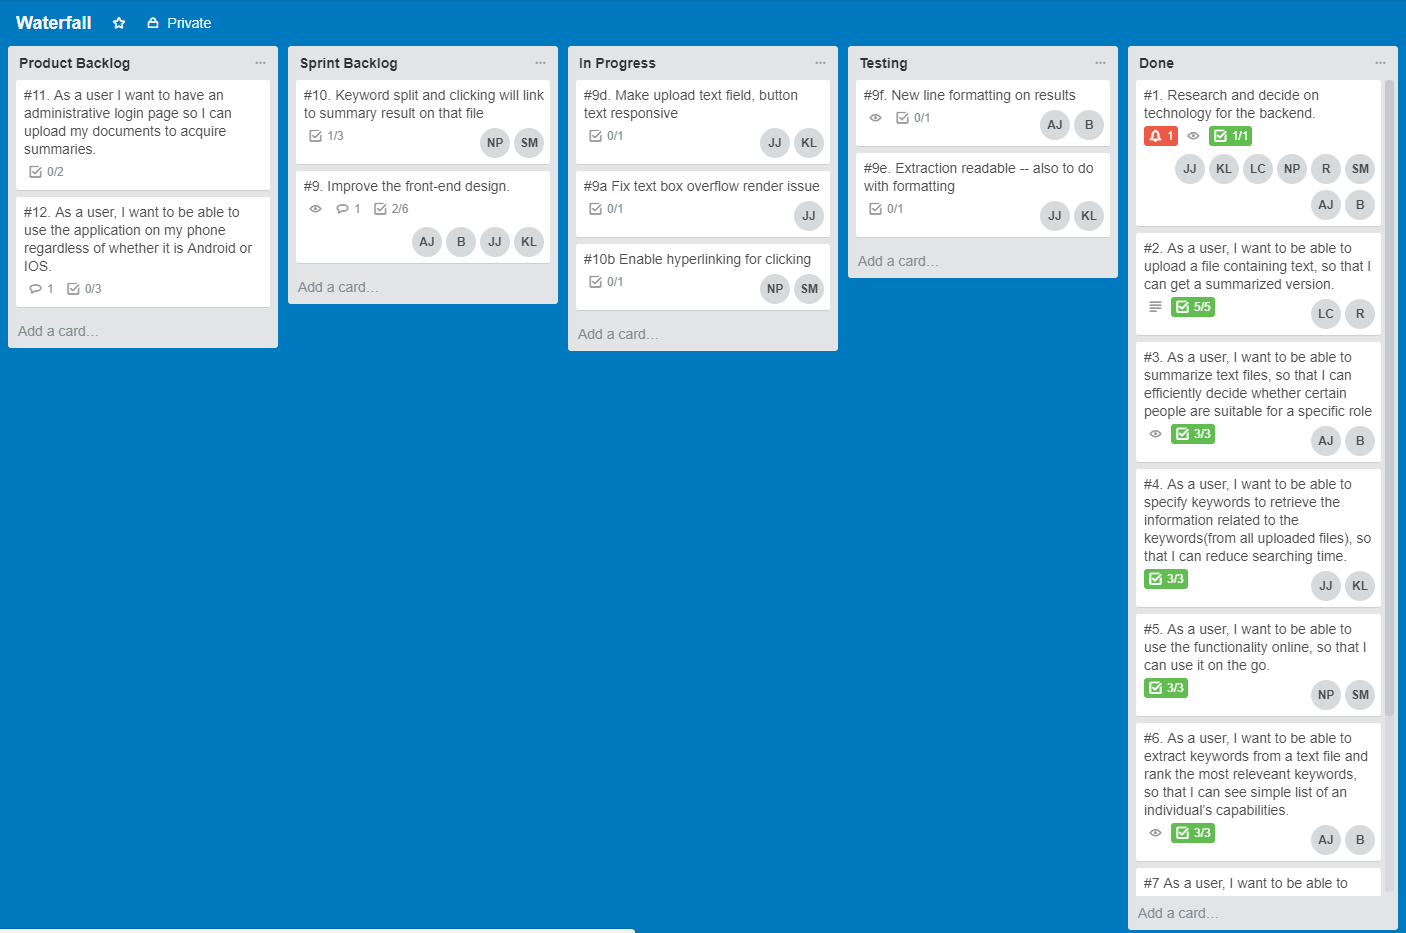 Waterfall
Private
Product Backlog
#11. As a user I want to have an
administrative login page so I can
upload my documents to acquire
summaries.
0/2
#12. As a user, I want to be able to
use the application on my phone
regardless of whether it is Android or
IOS.
1 0/3
Add a card...
Sprint Backlog
#10. Keyword split and clicking will link
to summary result on that file
1/3
NP SM
#9. Improve the front-end design.
1 2/6
AJ B JJ KL
Add a card...
In Progress
#9d. Make upload text field, button
text responsive
0/1
JJ KL
#9a Fix text box overflow render issue
0/1
JJ
#10b Enable hyperlinking for clicking
0/1
NP SM
Add a card...
Testing
#9f. New line formatting on results
0/1
AJ B
#9e. Extraction readable -- also to do
with formatting
0/1
JJ KL
Add a card...
Done
#1. Research and decide on
technology for the backend.
1 1/1
JJ KL LC NP R SM
AJ B
#2. As a user, I want to be able to
upload a file containing text, so that I
can get a summarized version.
5/5
LC R
#3. As a user, I want to be able to
summarize text files, so that I can
efficiently decide whether certain
people are suitable for a specific role
3/3
AJ B
#4. As a user, I want to be able to
specify keywords to retrieve the
information related to the
keywords(from all uploaded files), so
that I can reduce searching time.
3/3
JJ KL
#5. As a user, I want to be able to
use the functionality online, so that I
can use it on the go.
3/3
NP SM
#6. As a user, I want to be able to
extract keywords from a text file and
rank the most releveant keywords,
so that I can see simple list of an
individual's capabilities.
3/3
AJ B
#7 As a user, I want to be able to
Add a card...